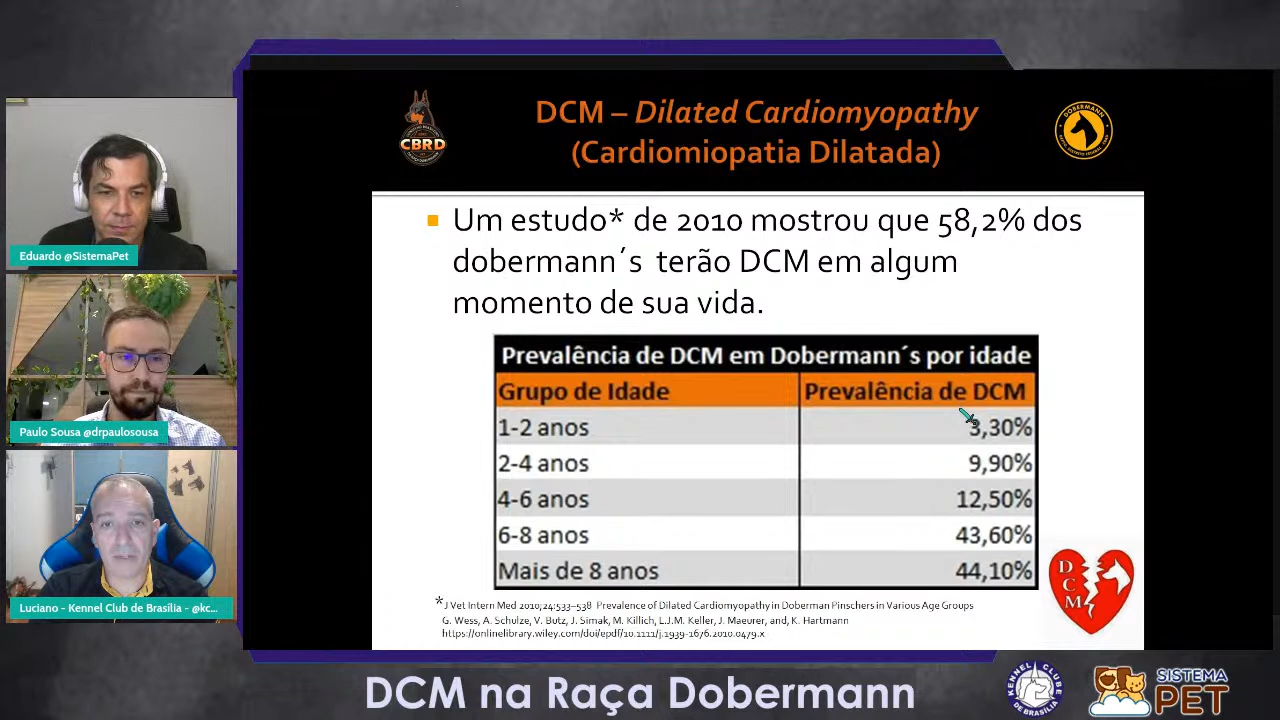 DCM – Dilated Cardiomyopathy
(Cardiomiopatia Dilatada)
CBRD
DOBERMANN
Um estudo* de 2010 mostrou que 58,2% dos
dobermann´s terão DCM em algum
momento de sua vida.
Prevalência de DCM em Dobermann´s por idade
Grupo de Idade Prevalência de DCM
1-2 anos 3,30%
2-4 anos 9,90%
4-6 anos 12,50%
6-8 anos 43,60%
Mais de 8 anos 44,10%
DCM
*J Vet Intern Med 2010;24:533–538 Prevalence of Dilated Cardiomyopathy in Doberman Pinschers in Various Age Groups
G. Wess, A. Schulze, V. Butz, J. Simak, M. Killich, L.J.M. Keller, J. Maeurer, and, K. Hartmann
https://onlinelibrary.wiley.com/doi/epdf/10.1111/j.1939-1676.2010.0479.x
Eduardo @SistemaPet
Paulo Sousa @drpaulosousa
Luciano - Kennel Club de Brasília - @kc...
DCM na Raça Dobermann
KENNEL CLUBE
DE BRASÍLIA
SISTEMA
PET